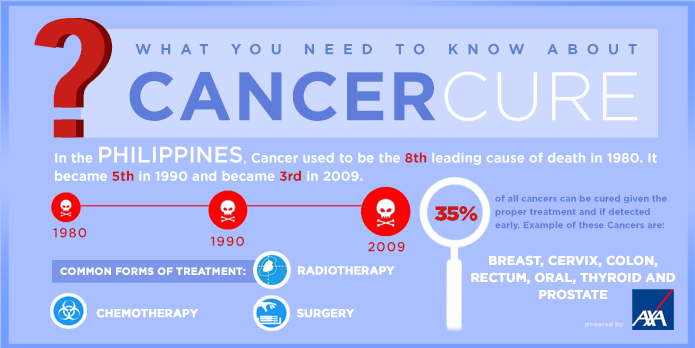 ?
WHAT YOU NEED TO KNOW ABOUT
CANCERCURE
In the PHILIPPINES, Cancer used to be the 8th leading cause of death in 1980. It
became 5th in 1990 and became 3rd in 2009.
1980
1990
2009
35%
of all cancers can be cured given the
proper treatment and if detected
early. Example of these Cancers are:
BREAST, CERVIX, COLON,
RECTUM, ORAL, THYROID AND
PROSTATE
COMMON FORMS OF TREATMENT:
RADIOTHERAPY
CHEMOTHERAPY
SURGERY
powered by:
AXA